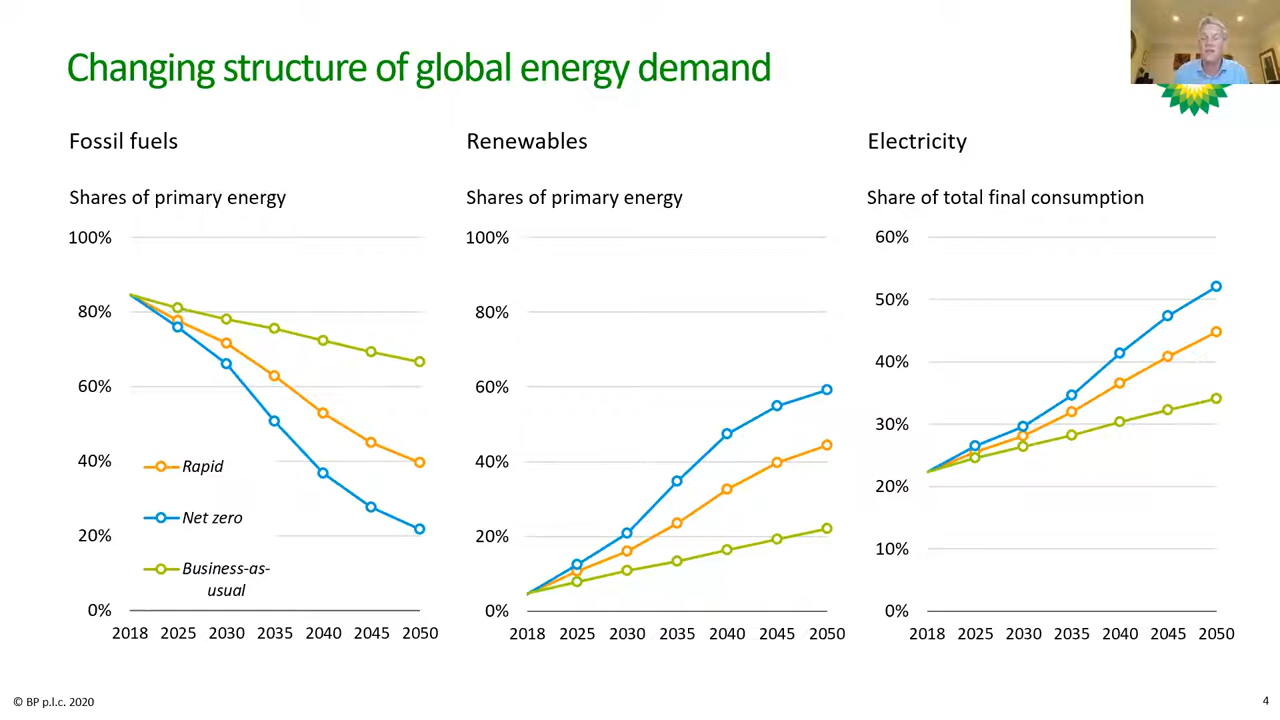 Changing structure of global energy demand
Fossil fuels
Shares of primary energy
100%
80%
60%
40%
20%
0%
Rapid
Net zero
Business-as-
usual
2018 2025 2030 2035 2040 2045 2050
Renewables
Shares of primary energy
100%
80%
60%
40%
20%
0%
2018 2025 2030 2035 2040 2045 2050
Electricity
Share of total final consumption
60%
50%
40%
30%
20%
10%
0%
2018 2025 2030 2035 2040 2045 2050
© BP p.l.c. 2020
4